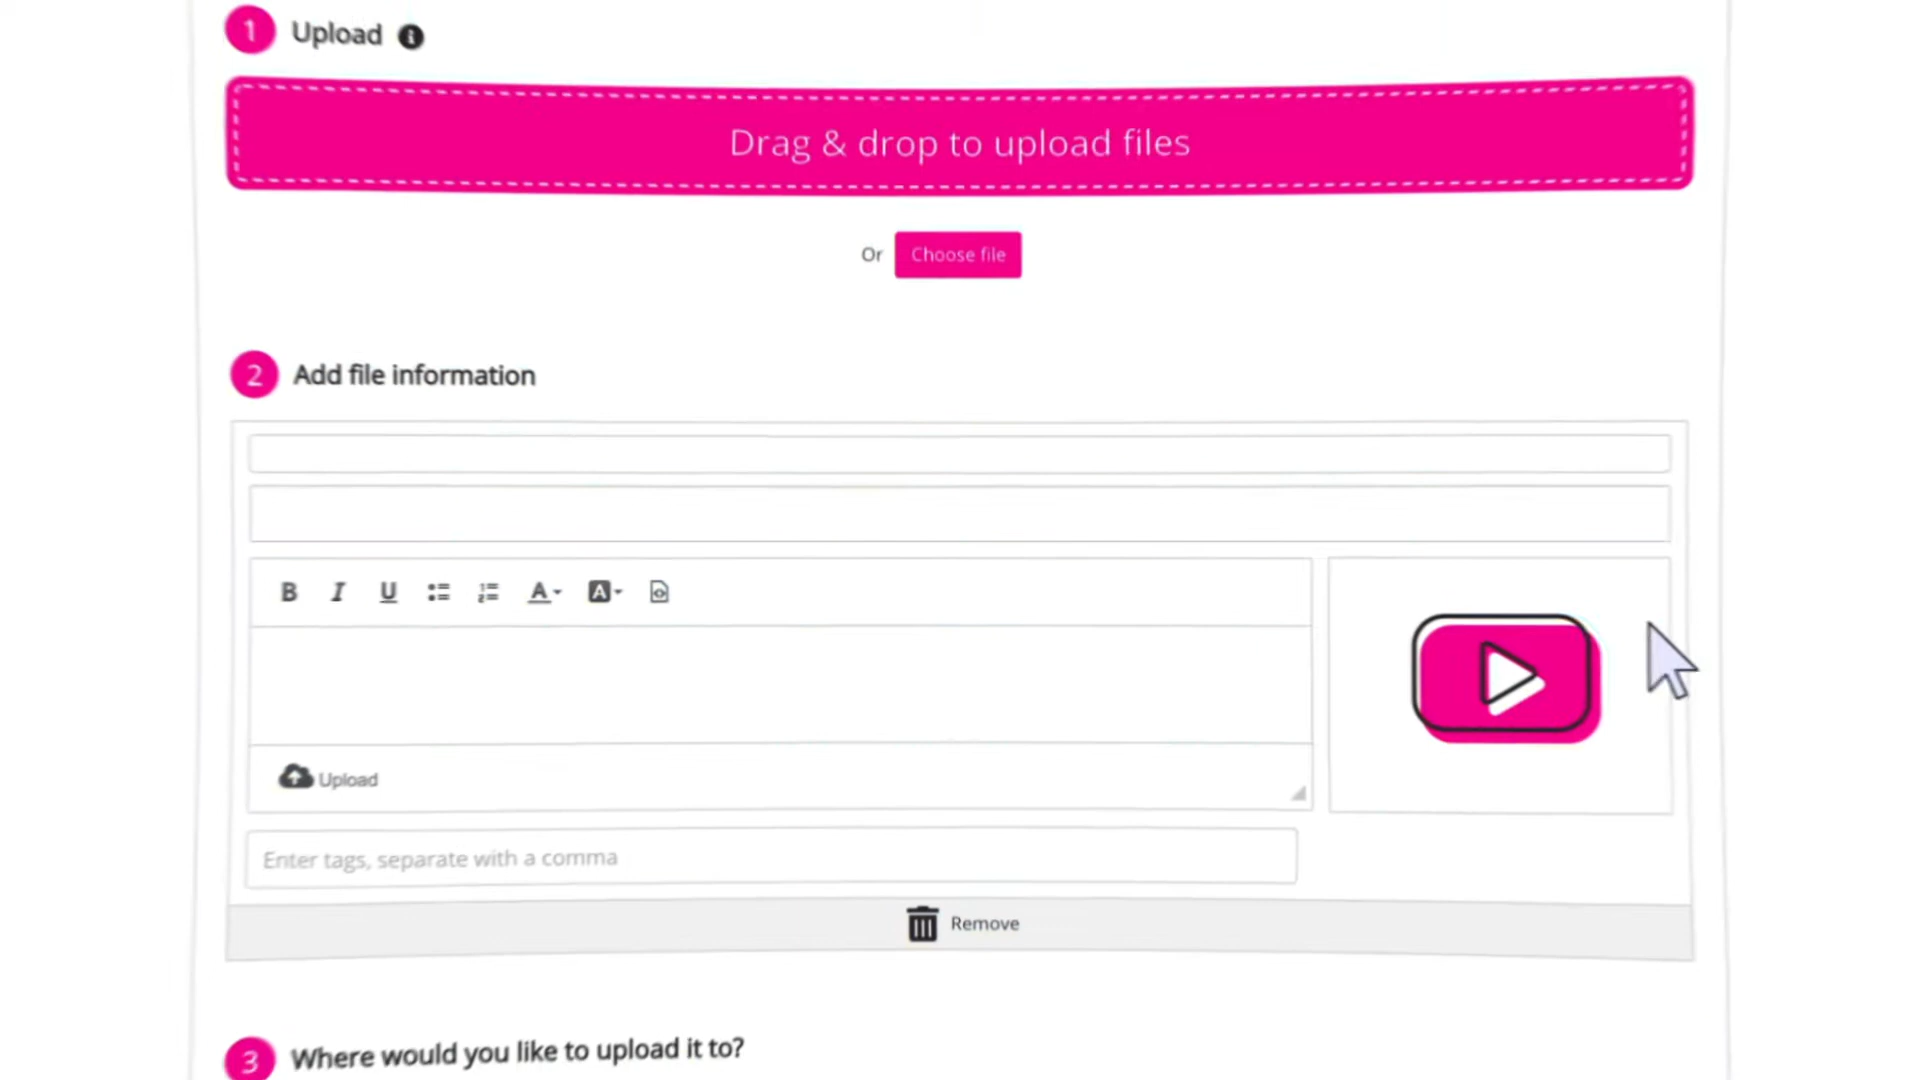 1 Upload
Drag & drop to upload files
Or Choose file
2 Add file information
B I U A A
Upload
Enter tags, separate with a comma
Remove
3 Where would you like to upload it to?